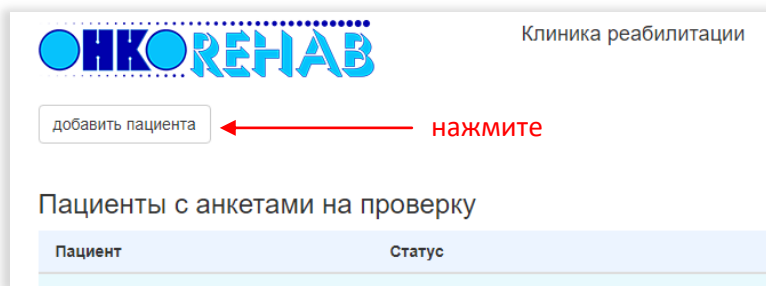 ОНКОREHAB
Клиника реабилитации
добавить пациента
нажмите
Пациенты с анкетами на проверку
Пациент Статус